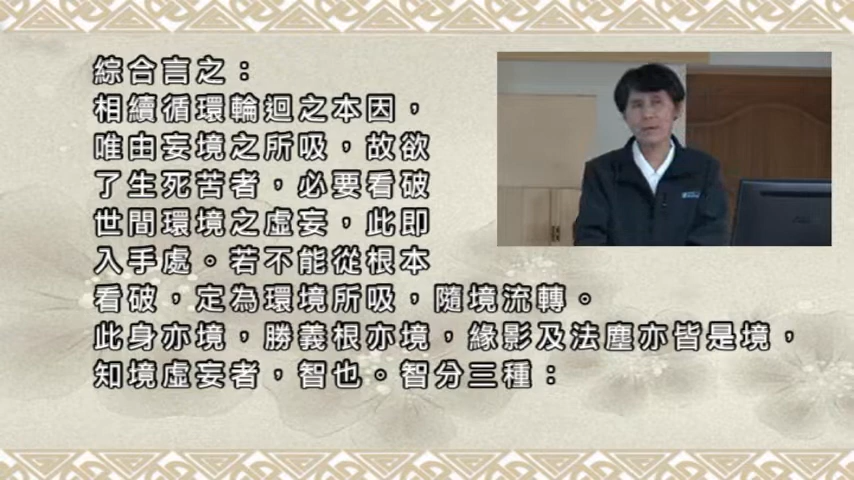 綜合言之：
相續循環輪迴之本因，
唯由妄境之所吸，故欲
了生死苦者，必要看破
世間環境之虛妄，此即
入手處。若不能從根本
看破，定為環境所吸，隨境流轉。
此身亦境，勝義根亦境，緣影及法塵亦皆是境，
知境虛妄者，智也。智分三種：